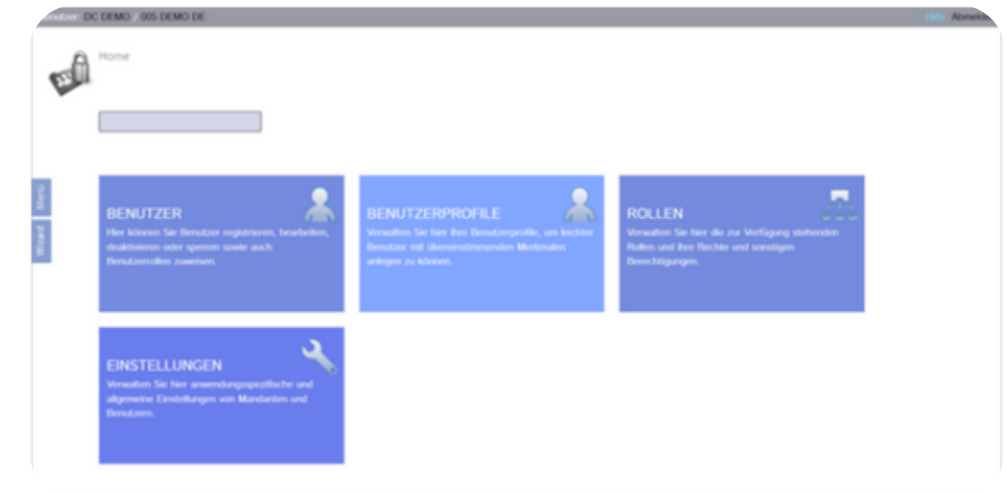 Benutzer: DC DEMO / 005 DEMO DE
Hilfe Abmelden
Home
Menü
Wizard
BENUTZER
Hier können Sie Benutzer registrieren, bearbeiten,
deaktivieren oder sperren sowie auch
Benutzerrollen zuweisen.
BENUTZERPROFILE
Verwalten Sie hier Ihre Benutzerprofile, um leichter
Benutzer mit übereinstimmenden Merkmalen
anlegen zu können.
ROLLEN
Verwalten Sie hier die zur Verfügung stehenden
Rollen und ihre Rechte und sonstigen
Berechtigungen.
EINSTELLUNGEN
Verwalten Sie hier anwendungsspezifische und
allgemeine Einstellungen von Mandanten und
Benutzern.